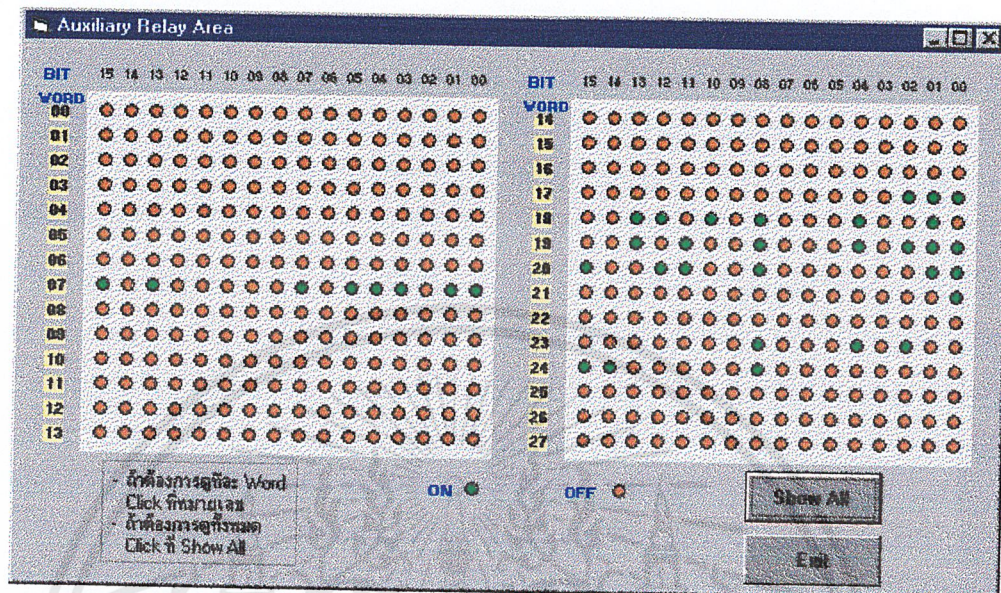 Auxiliary Relay Area
BIT 15 14 13 12 11 10 09 08 07 06 05 04 03 02 01 00
WORD
00
01
02
03
04
05
06
07
08
09
10
11
12
13
BIT 15 14 13 12 11 10 09 08 07 06 05 04 03 02 01 00
WORD
14
15
16
17
18
19
20
21
22
23
24
25
26
27
- ถ้าต้องการดูทีละ Word
Click ที่หมายเลข
- ถ้าต้องการดูทั้งหมด
Click ที่ Show All
ON
OFF
Show All
Exit